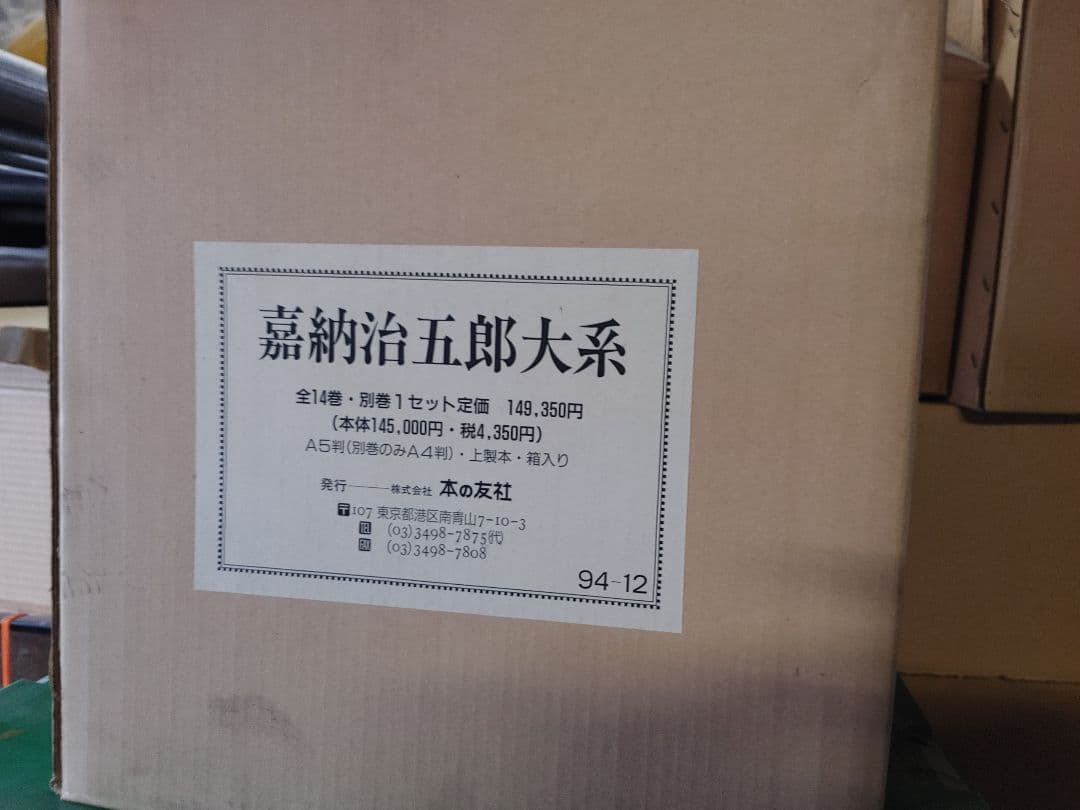 嘉納治五郎大系
全14巻・別巻1セット定価 149,350円
(本体145,000円・税4,350円)
A5判(別巻のみA4判)・上製本・箱入り
発行――株式会社 本の友社
〒107 東京都港区南青山7-10-3
TEL (03)3498-7875㈹
FAX (03)3498-7808
94-12